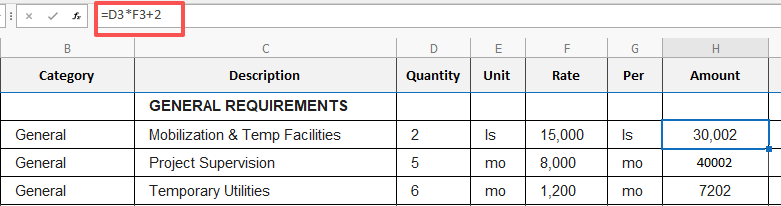 =D3*F3+2
B C D E F G H
Category Description Quantity Unit Rate Per Amount
GENERAL REQUIREMENTS
General Mobilization & Temp Facilities 2 ls 15,000 ls 30,002
General Project Supervision 5 mo 8,000 mo 40002
General Temporary Utilities 6 mo 1,200 mo 7202